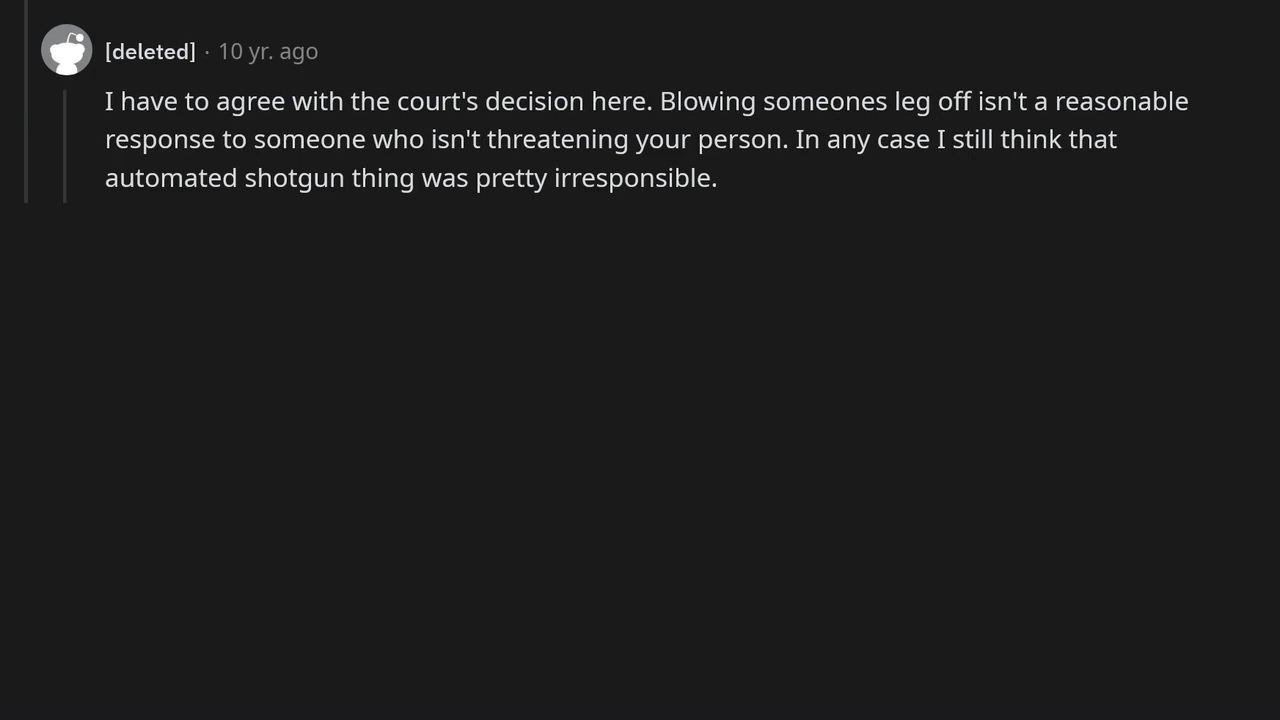 [deleted] · 10 yr. ago
I have to agree with the court's decision here. Blowing someones leg off isn't a reasonable
response to someone who isn't threatening your person. In any case I still think that
automated shotgun thing was pretty irresponsible.